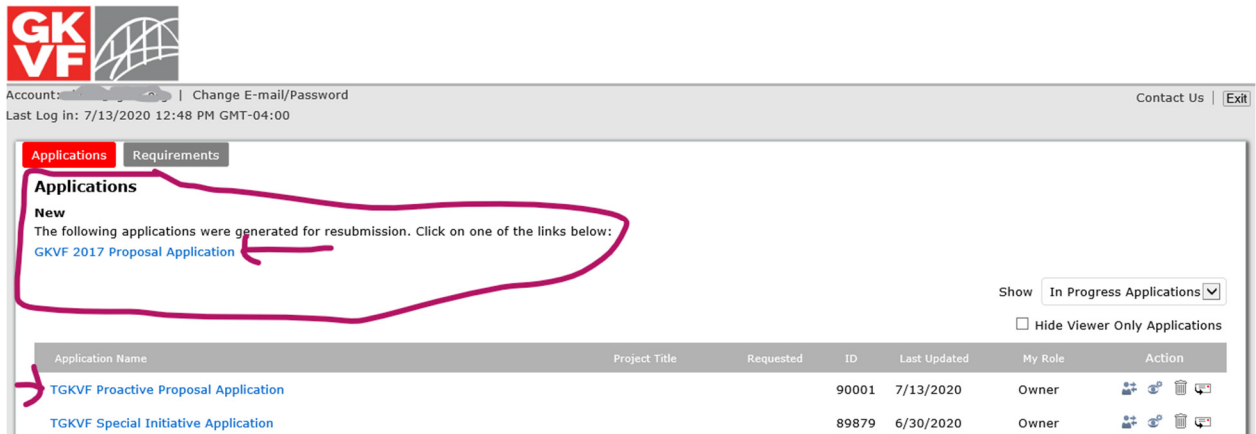 GK
VF
Account: | Change E-mail/Password
Contact Us | Exit
Last Log in: 7/13/2020 12:48 PM GMT-04:00
Applications Requirements
Applications
New
The following applications were generated for resubmission. Click on one of the links below:
GKVF 2017 Proposal Application
Show In Progress Applications
Hide Viewer Only Applications
Application Name Project Title Requested ID Last Updated My Role Action
TGKVF Proactive Proposal Application 90001 7/13/2020 Owner
TGKVF Special Initiative Application 89879 6/30/2020 Owner